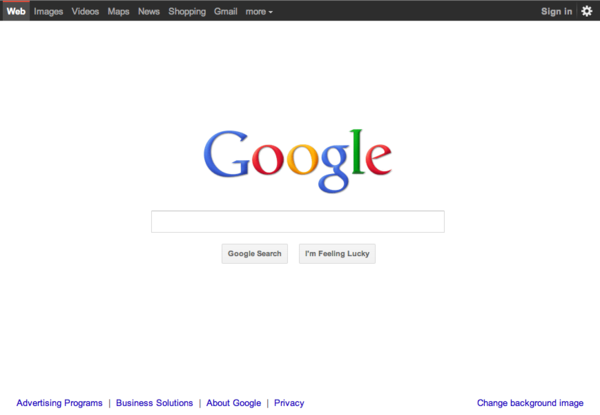 Web Images Videos Maps News Shopping Gmail more Sign in
Google
Google Search I'm Feeling Lucky
Advertising Programs | Business Solutions | About Google | Privacy Change background image